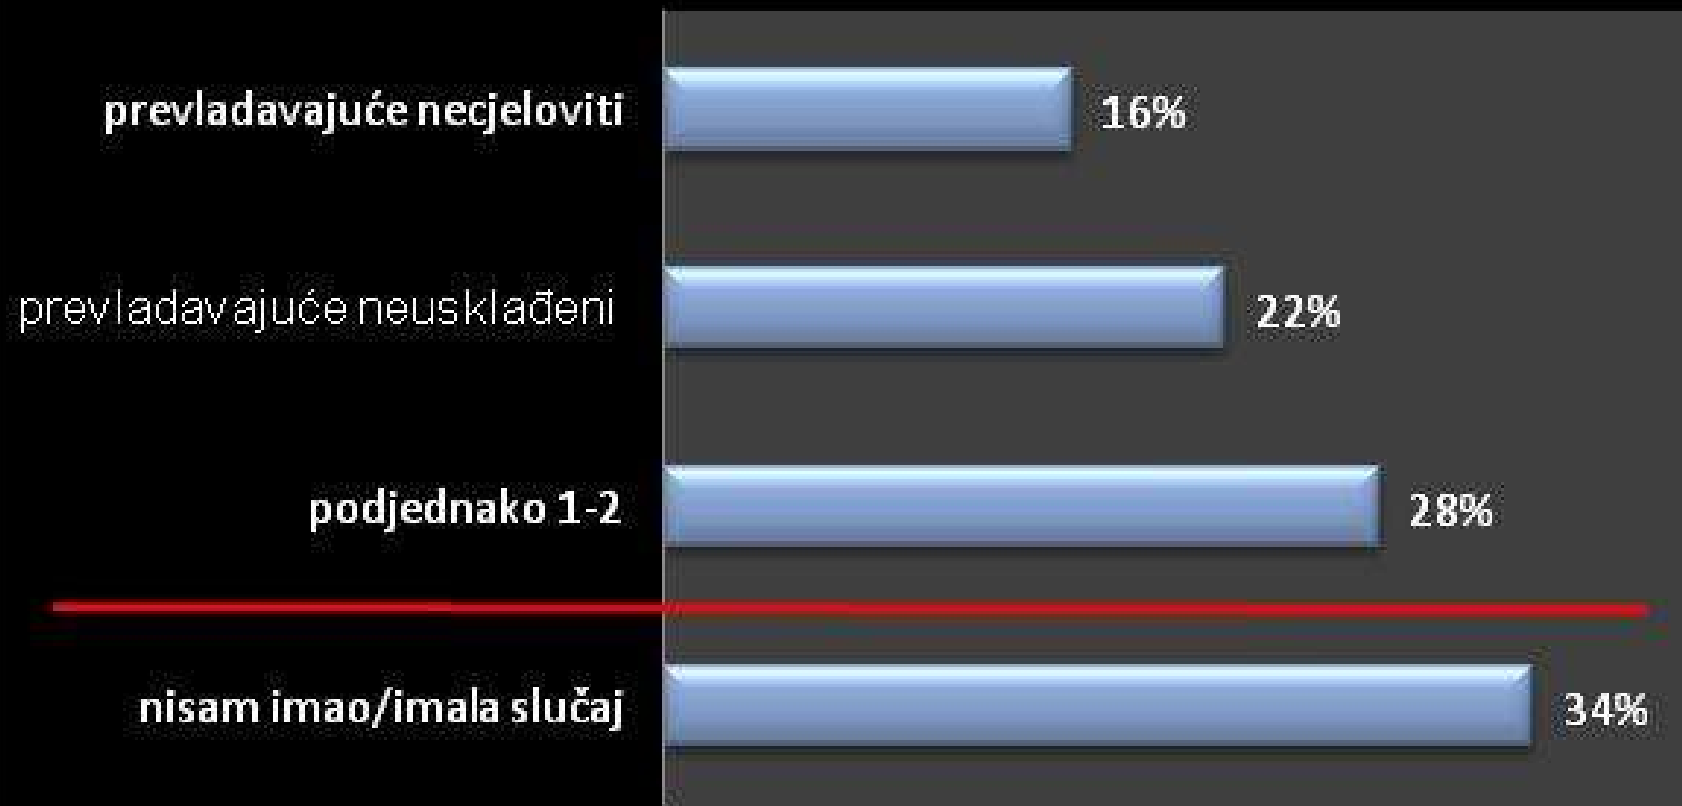 prevladavajuće necjeloviti 16%
prevladavajuće neusklađeni 22%
podjednako 1-2 28%
nisam imao/imala slučaj 34%